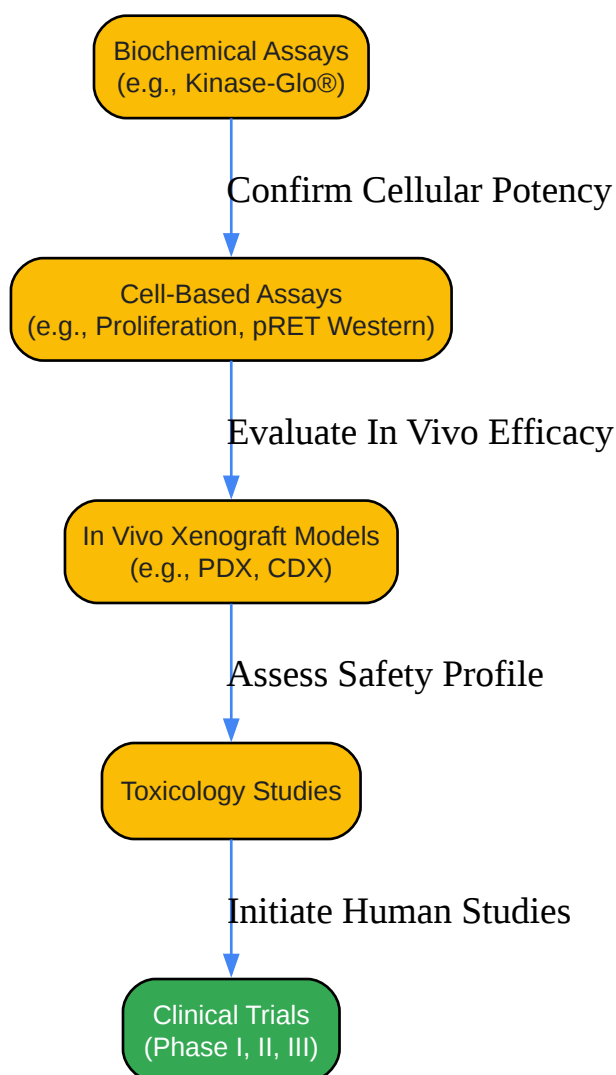 Biochemical Assays
(e.g., Kinase-Glo®)
Confirm Cellular Potency
Cell-Based Assays
(e.g., Proliferation, pRET Western)
Evaluate In Vivo Efficacy
In Vivo Xenograft Models
(e.g., PDX, CDX)
Assess Safety Profile
Toxicology Studies
Initiate Human Studies
Clinical Trials
(Phase I, II, III)